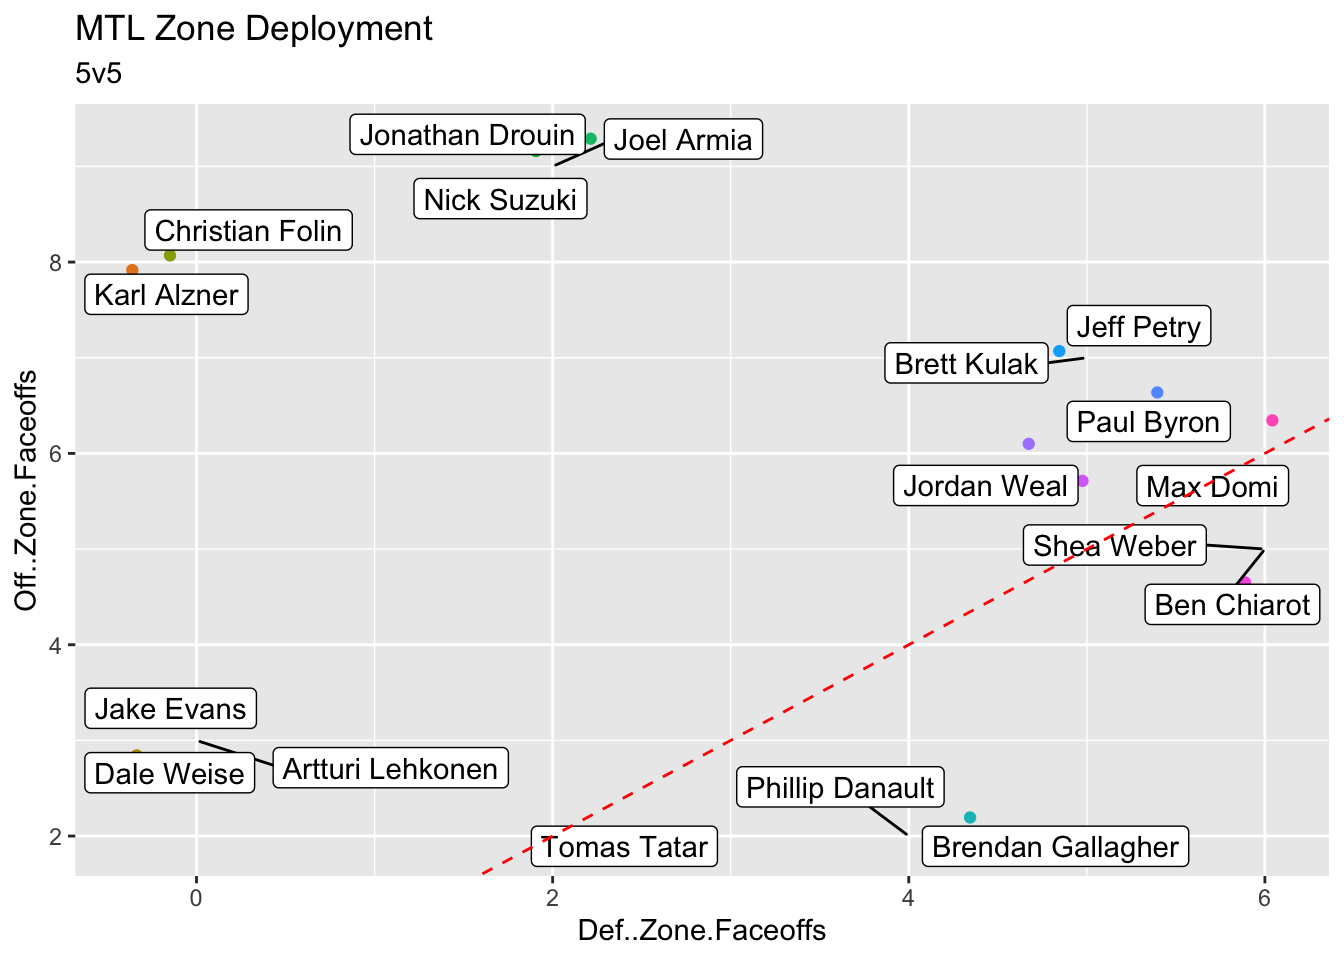 MTL Zone Deployment
5v5
Jonathan Drouin
Joel Armia
Nick Suzuki
Christian Folin
Karl Alzner
Jeff Petry
Brett Kulak
Paul Byron
Jordan Weal
Max Domi
Shea Weber
Ben Chiarot
Jake Evans
Dale Weise
Artturi Lehkonen
Phillip Danault
Tomas Tatar
Brendan Gallagher
8
6
4
2
Off..Zone.Faceoffs
0
2
4
6
Def..Zone.Faceoffs